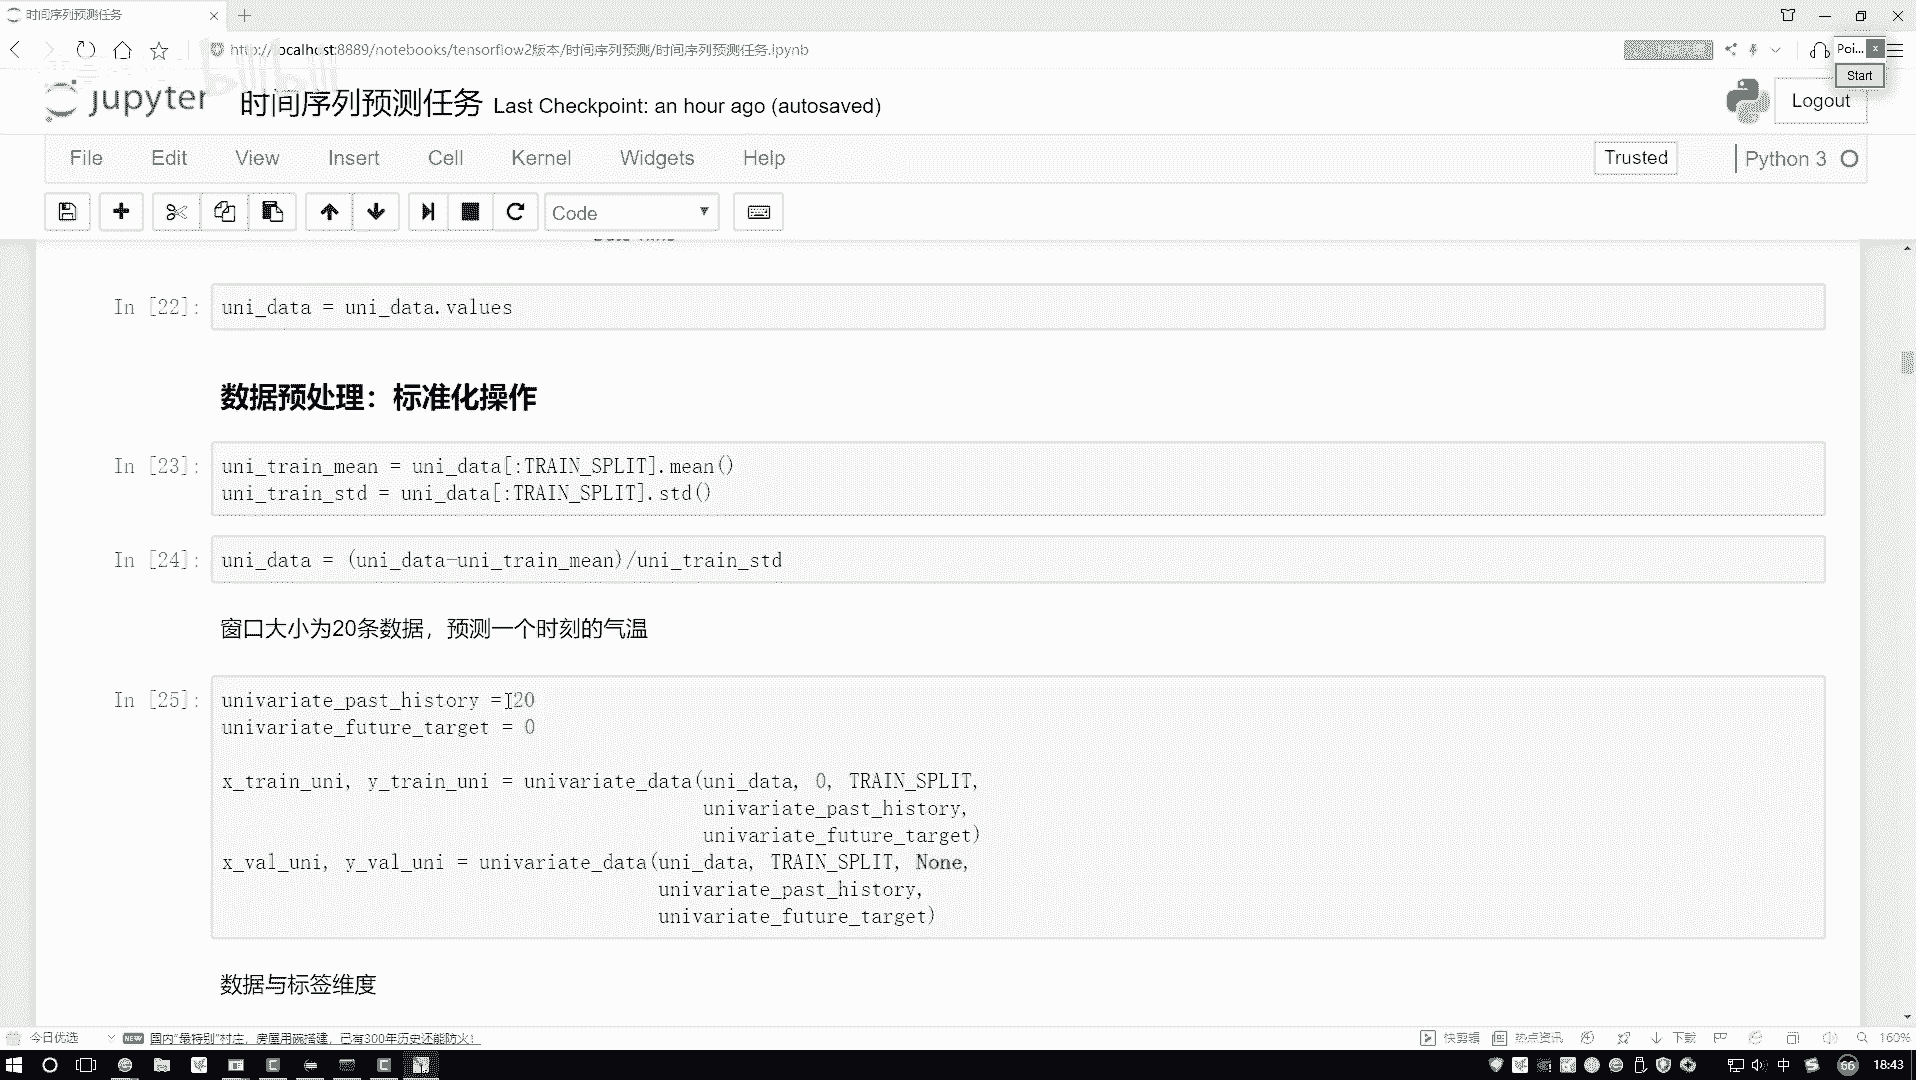 时间序列预测任务
http://localhost:8889/notebooks/tensorflow2版本/时间序列预测/时间序列预测任务.ipynb
Poi...
Start
bilibili
jupyter
时间序列预测任务 Last Checkpoint: an hour ago (autosaved)
Logout
File Edit View Insert Cell Kernel Widgets Help
Trusted
Python 3
Code
In [22]: uni_data = uni_data.values
数据预处理：标准化操作
In [23]: uni_train_mean = uni_data[:TRAIN_SPLIT].mean()
uni_train_std = uni_data[:TRAIN_SPLIT].std()
In [24]: uni_data = (uni_data-uni_train_mean)/uni_train_std
窗口大小为20条数据，预测一个时刻的气温
In [25]: univariate_past_history = 20
univariate_future_target = 0
x_train_uni, y_train_uni = univariate_data(uni_data, 0, TRAIN_SPLIT,
univariate_past_history,
univariate_future_target)
x_val_uni, y_val_uni = univariate_data(uni_data, TRAIN_SPLIT, None,
univariate_past_history,
univariate_future_target)
数据与标签维度
今日优选
NEW 国内“最特别”村庄，房屋用碗搭建，已有300年历史还能防火！
快剪辑 热点资讯 下载 160%
中 66 18:43